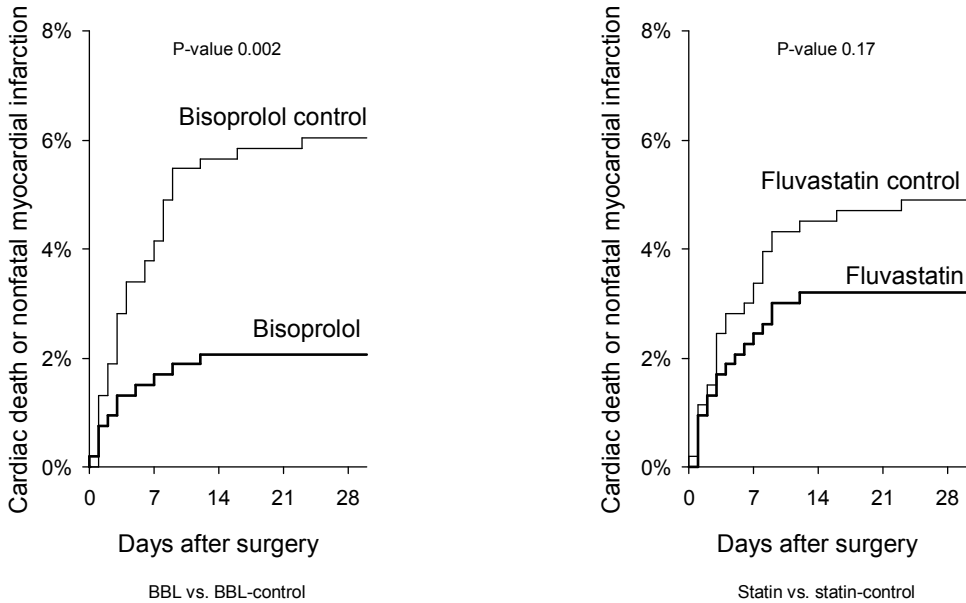 Cardiac death or nonfatal myocardial infarction
8%
6%
4%
2%
0%
P-value 0.002
Bisoprolol control
Bisoprolol
0 7 14 21 28
Days after surgery
BBL vs. BBL-control
Cardiac death or nonfatal myocardial infarction
8%
6%
4%
2%
0%
P-value 0.17
Fluvastatin control
Fluvastatin
0 7 14 21 28
Days after surgery
Statin vs. statin-control